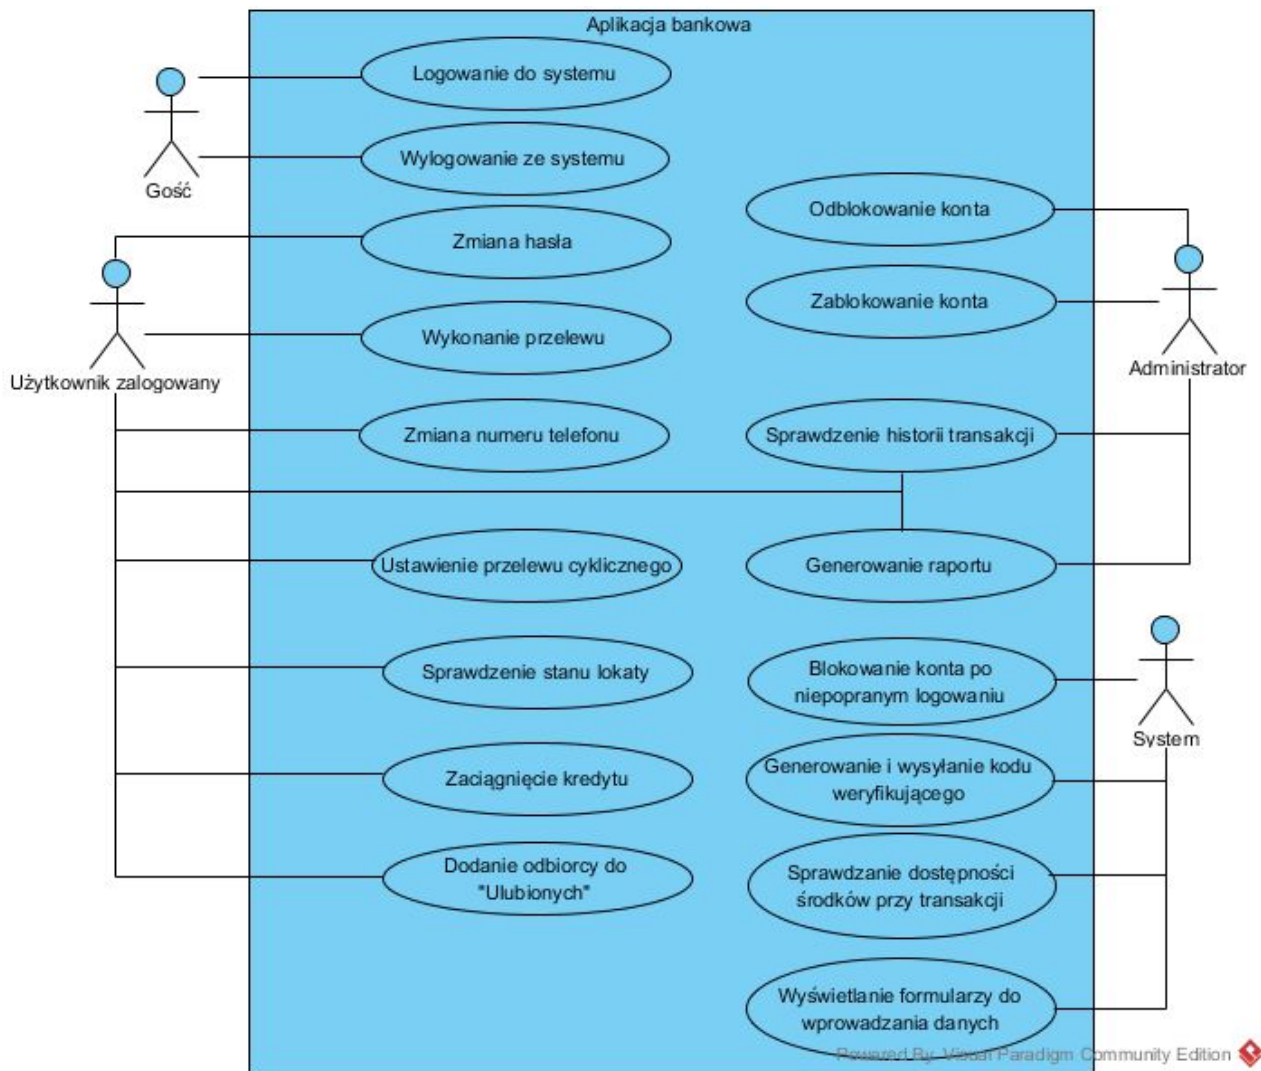 Aplikacja bankowa
Logowanie do systemu
Gość
Wylogowanie ze systemu
Odblokowanie konta
Zmiana hasła
Zablokowanie konta
Wykonanie przelewu
Użytkownik zalogowany
Administrator
Zmiana numeru telefonu
Sprawdzenie historii transakcji
Ustawienie przelewu cyklicznego
Generowanie raportu
Sprawdzenie stanu lokaty
Blokowanie konta po
niepopranym logowaniu
System
Zaciągnięcie kredytu
Generowanie i wysyłanie kodu
weryfikującego
Dodanie odbiorcy do
"Ulubionych"
Sprawdzanie dostępności
środków przy transakcji
Wyświetlanie formularzy do
wprowadzania danych
Powered By Visual Paradigm Community Edition